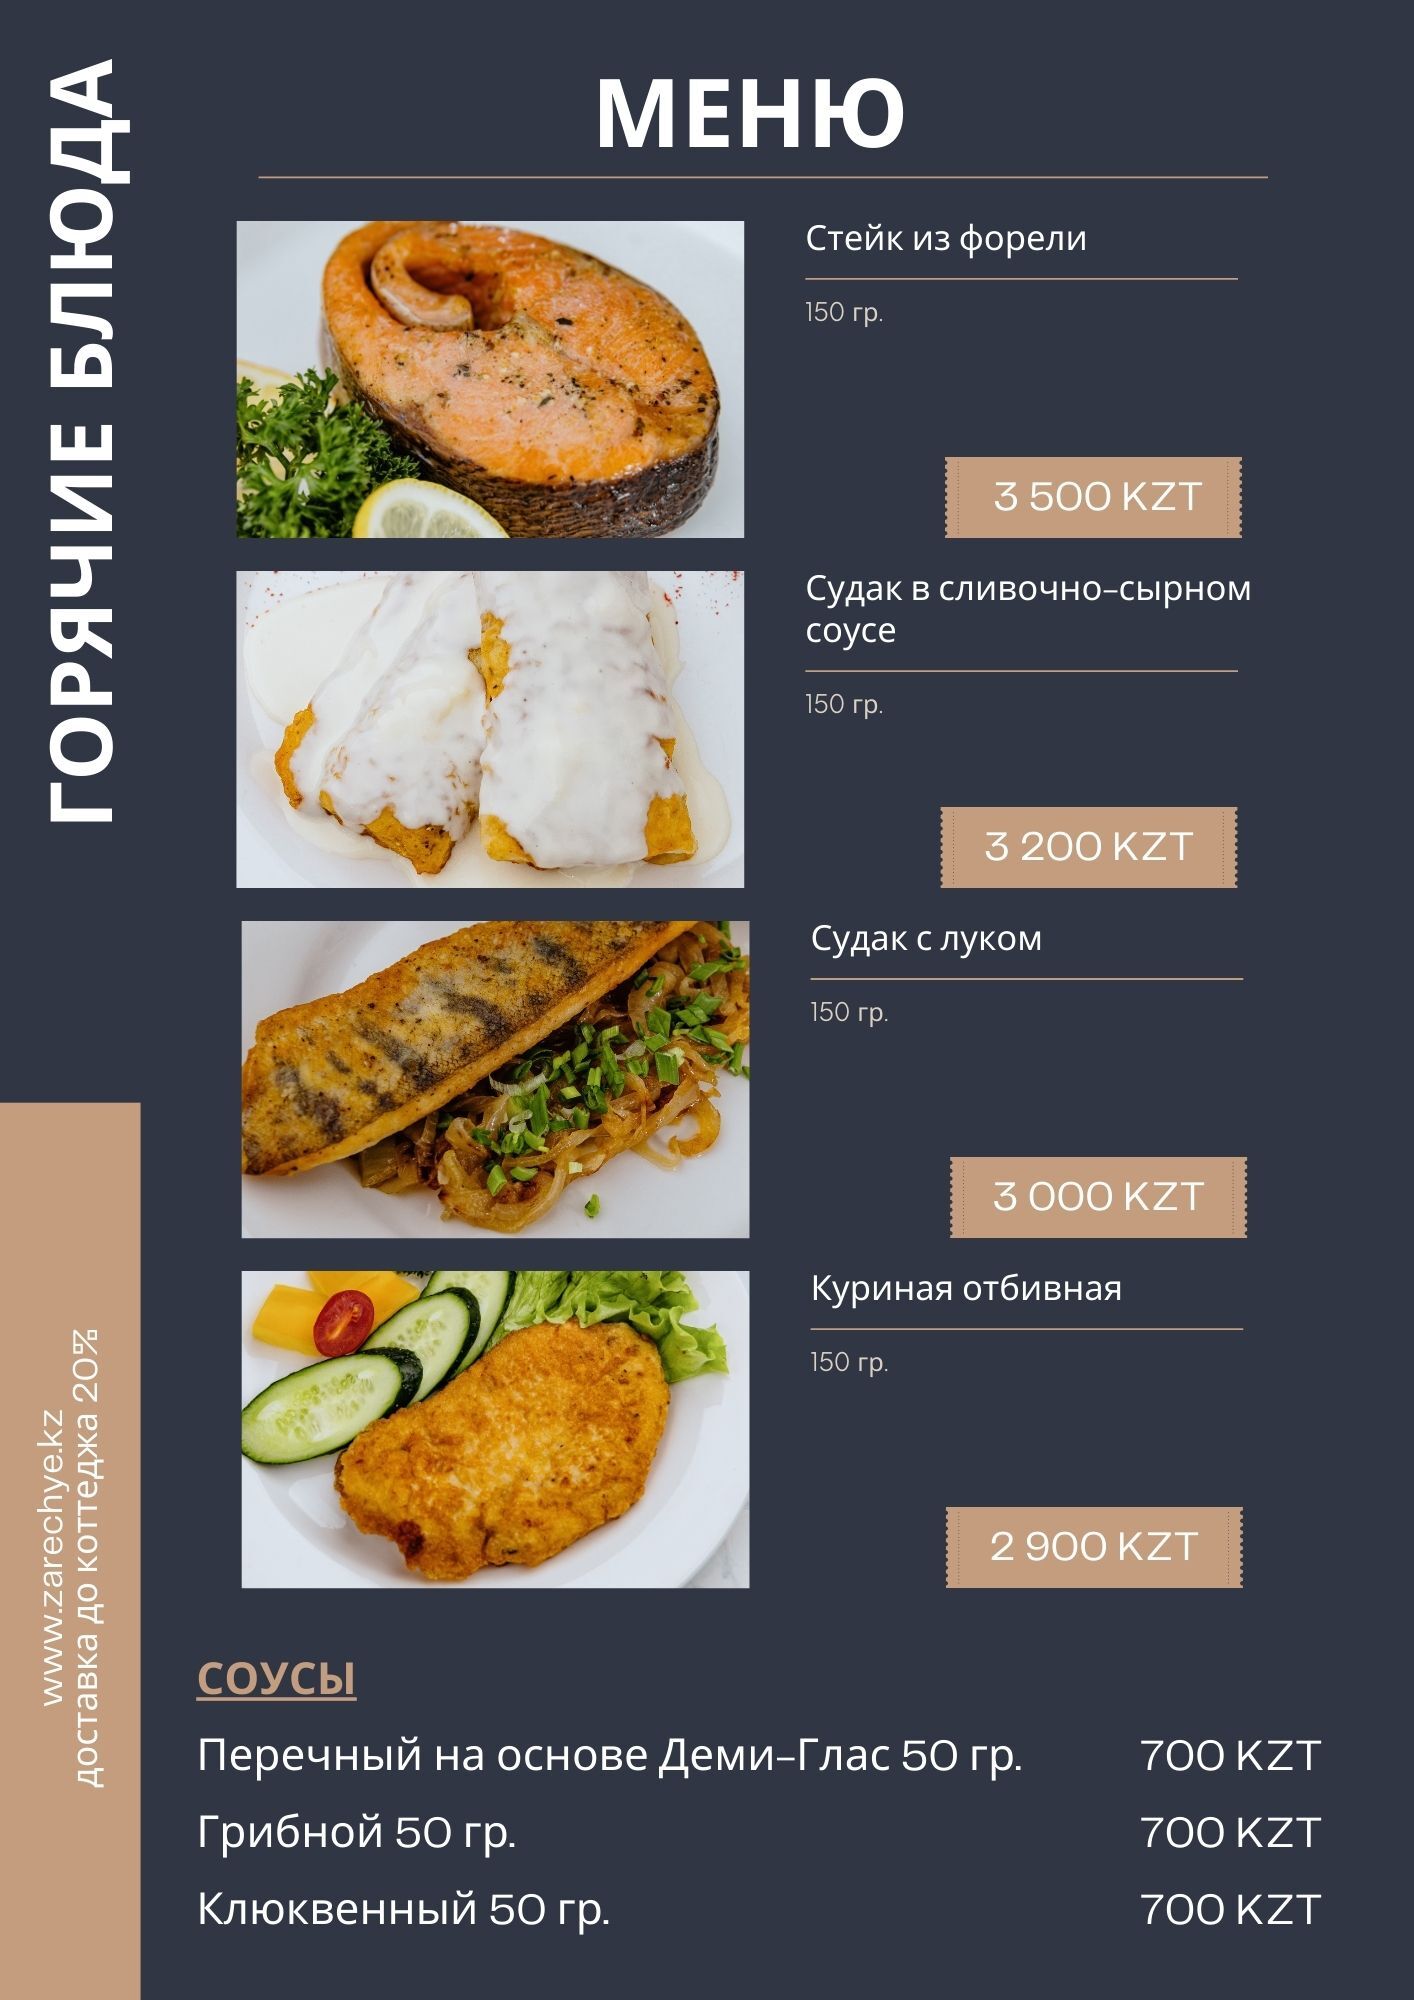 ГОРЯЧИЕ БЛЮДА
МЕНЮ
Стейк из форели
150 гр.
3 500 KZT
Судак в сливочно-сырном
соусе
150 гр.
3 200 KZT
Судак с луком
150 гр.
3 000 KZT
Куриная отбивная
150 гр.
2 900 KZT
www.zarechye.kz
доставка до коттеджа 20%
СОУСЫ
Перечный на основе Деми-Глас 50 гр. 700 KZT
Грибной 50 гр. 700 KZT
Клюквенный 50 гр. 700 KZT